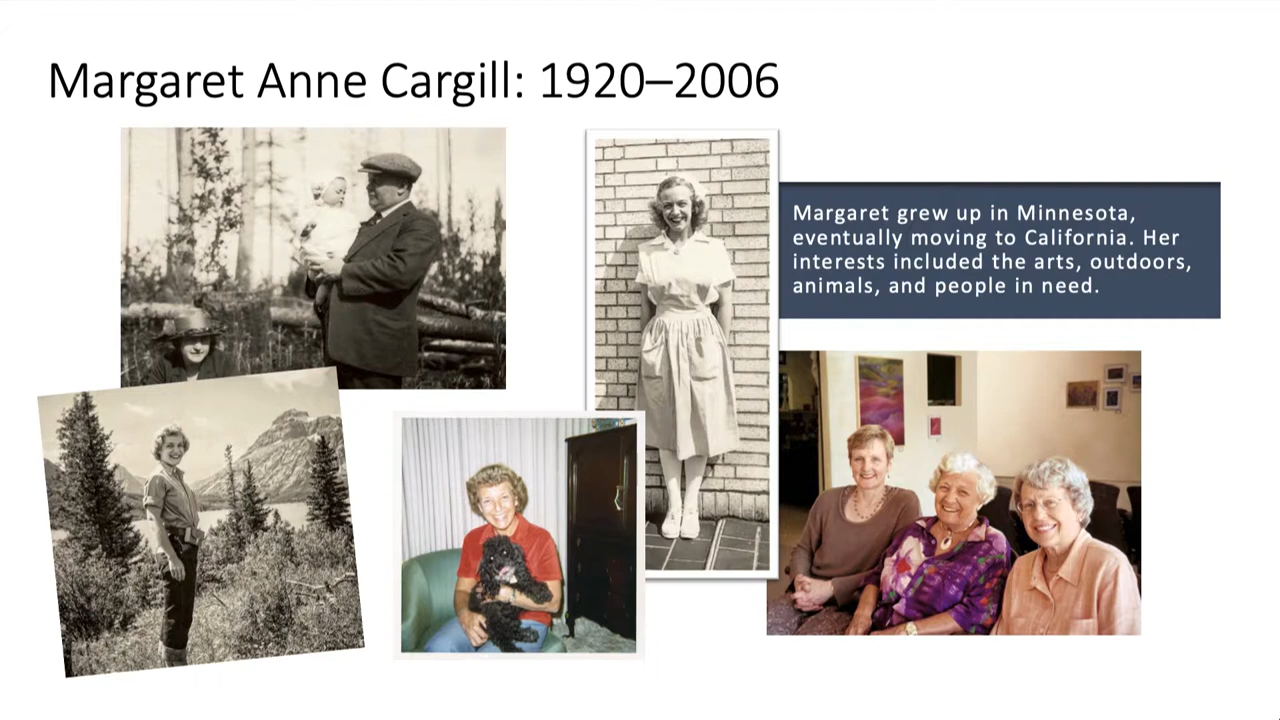 Margaret Anne Cargill: 1920–2006
Margaret grew up in Minnesota,
eventually moving to California. Her
interests included the arts, outdoors,
animals, and people in need.